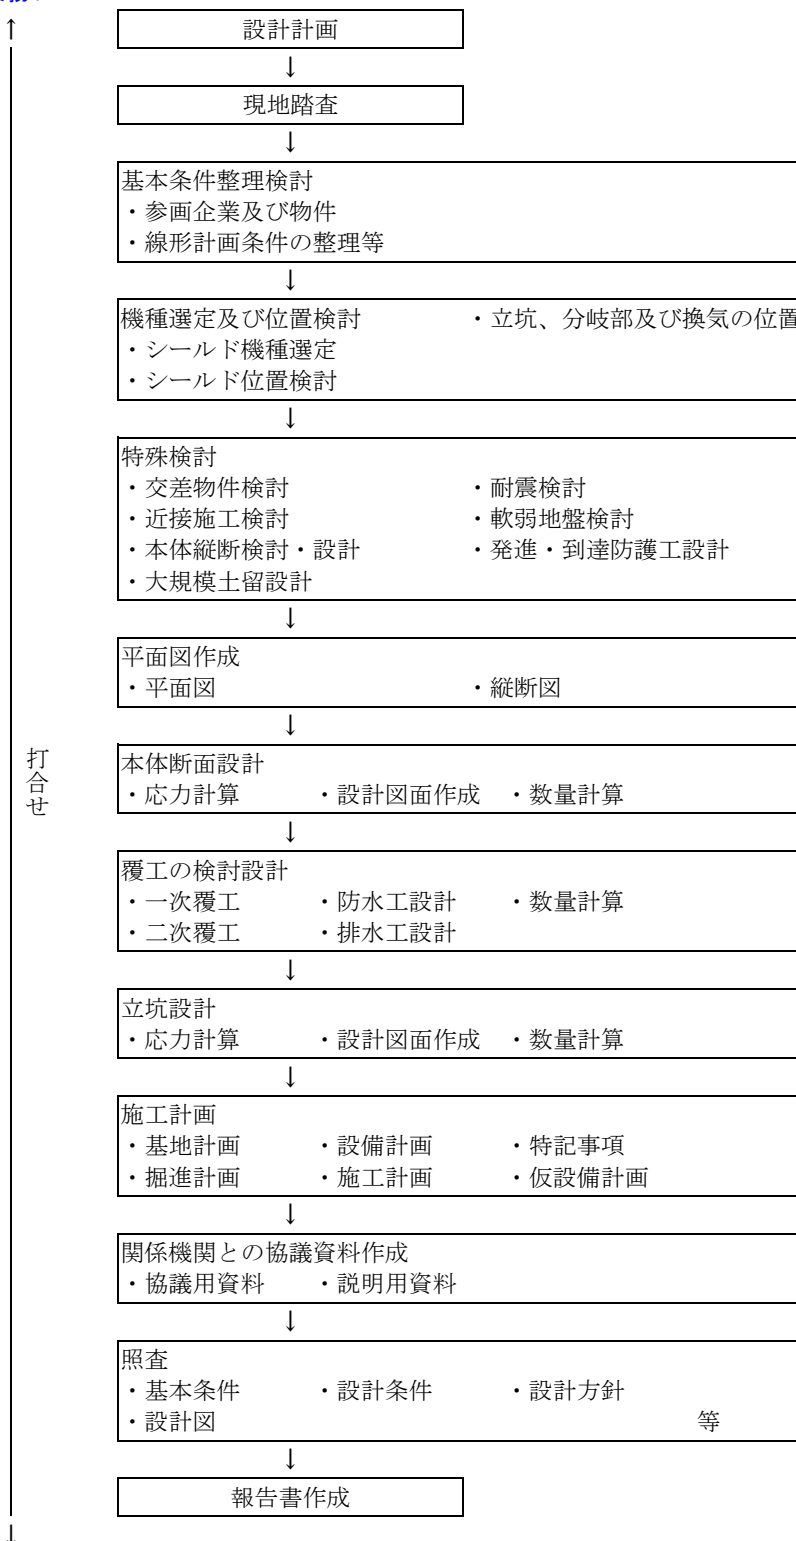 ↑
設計計画
↓
現地踏査
↓
基本条件整理検討
・参画企業及び物件
・線形計画条件の整理等
↓
機種選定及び位置検討 ・立坑、分岐部及び換気の位置
・シールド機種選定
・シールド位置検討
↓
特殊検討
・交差物件検討 ・耐震検討
・近接施工検討 ・軟弱地盤検討
・本体縦断検討・設計 ・発進・到達防護工設計
・大規模土留設計
↓
平面図作成
・平面図 ・縦断図
↓
打合せ
本体断面設計
・応力計算 ・設計図面作成 ・数量計算
↓
覆工の検討設計
・一次覆工 ・防水工設計 ・数量計算
・二次覆工 ・排水工設計
↓
立坑設計
・応力計算 ・設計図面作成 ・数量計算
↓
施工計画
・基地計画 ・設備計画 ・特記事項
・掘進計画 ・施工計画 ・仮設備計画
↓
関係機関との協議資料作成
・協議用資料 ・説明用資料
↓
照査
・基本条件 ・設計条件 ・設計方針
・設計図 等
↓
報告書作成
↓